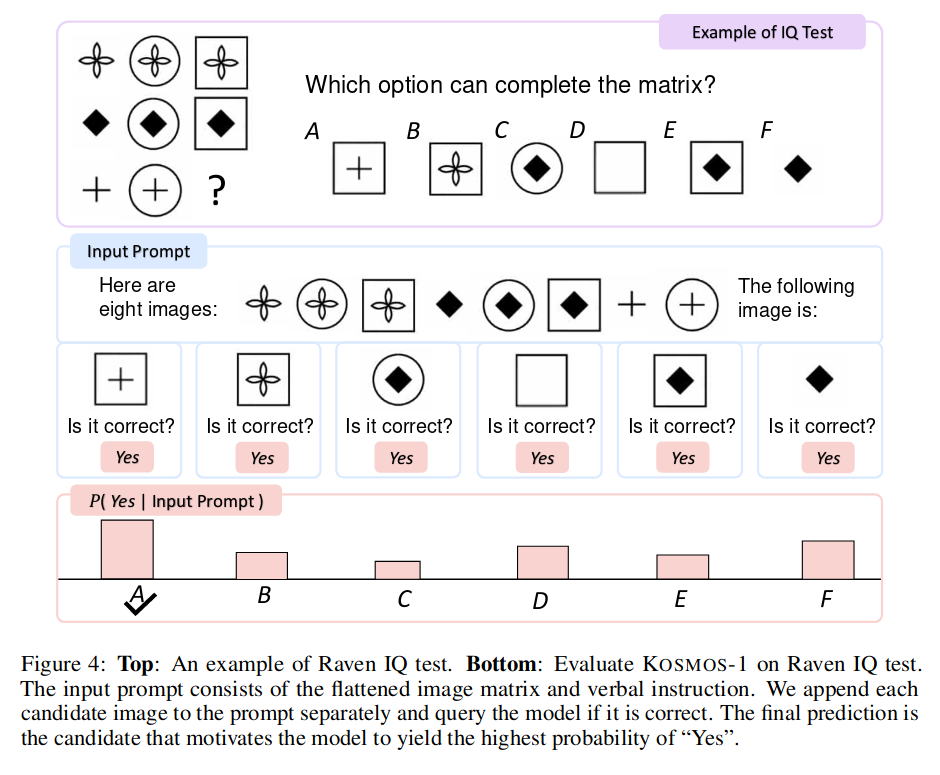 Example of IQ Test
Which option can complete the matrix?
A B C D E F
?
Input Prompt
Here are
eight images:
The following
image is:
Is it correct? Is it correct? Is it correct? Is it correct? Is it correct? Is it correct?
Yes Yes Yes Yes Yes Yes
P( Yes | Input Prompt )
A B C D E F
Figure 4: Top: An example of Raven IQ test. Bottom: Evaluate KOSMOS-1 on Raven IQ test.
The input prompt consists of the flattened image matrix and verbal instruction. We append each
candidate image to the prompt separately and query the model if it is correct. The final prediction is
the candidate that motivates the model to yield the highest probability of “Yes”.